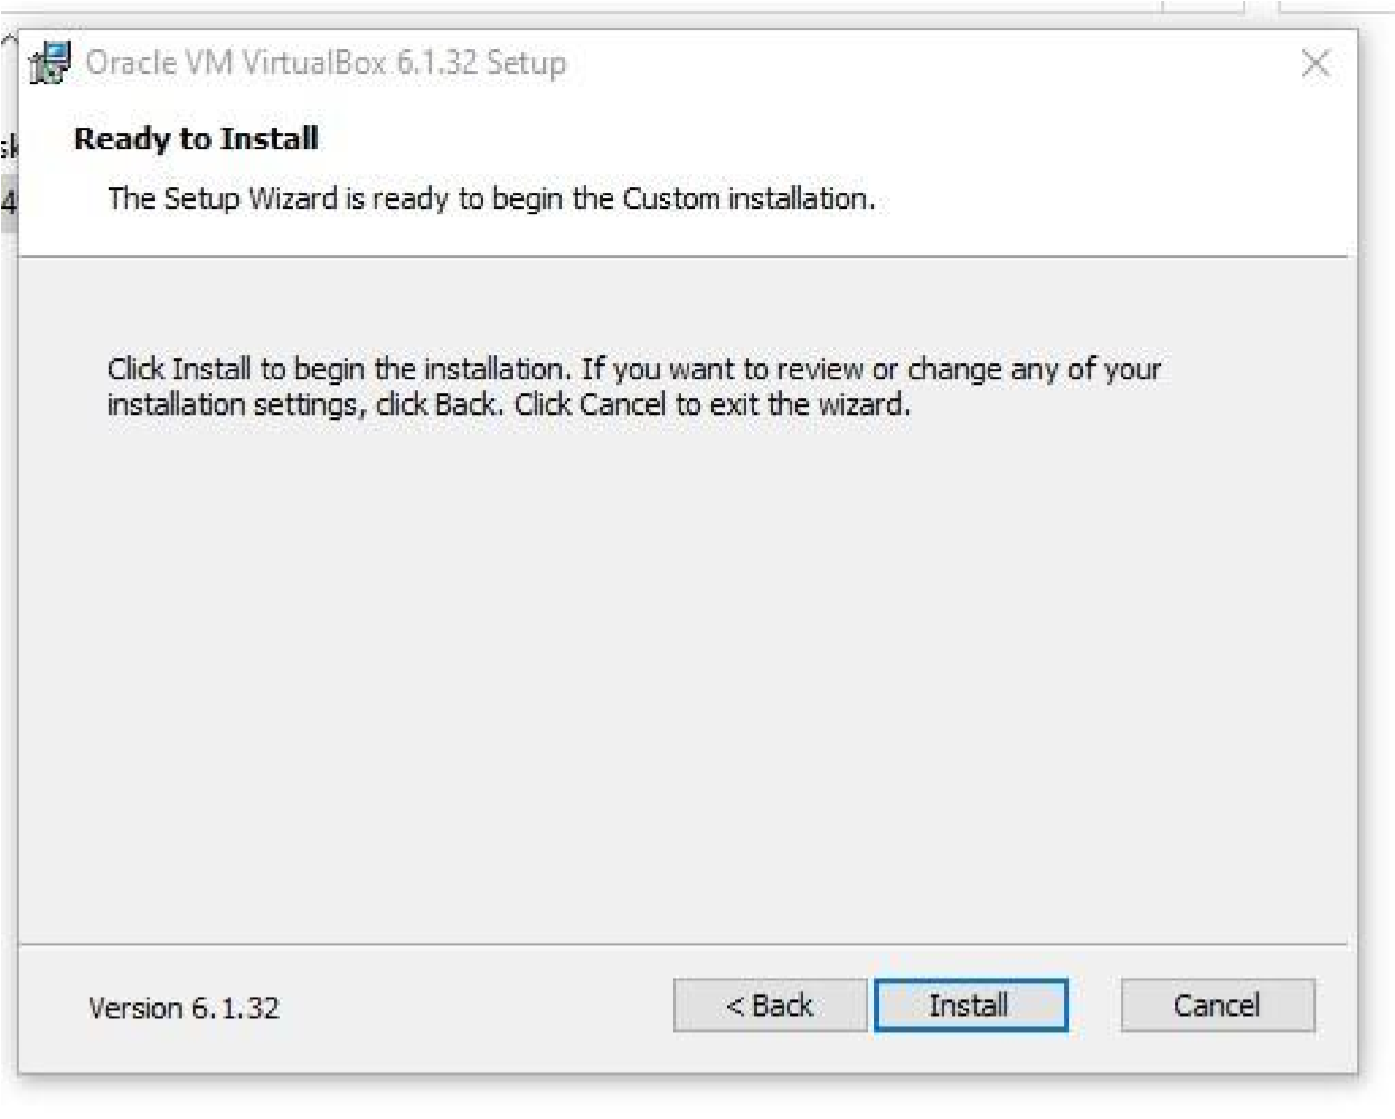 Oracle VM VirtualBox 6.1.32 Setup
Ready to Install
The Setup Wizard is ready to begin the Custom installation.
Click Install to begin the installation. If you want to review or change any of your
installation settings, click Back. Click Cancel to exit the wizard.
Version 6.1.32
< Back
Install
Cancel